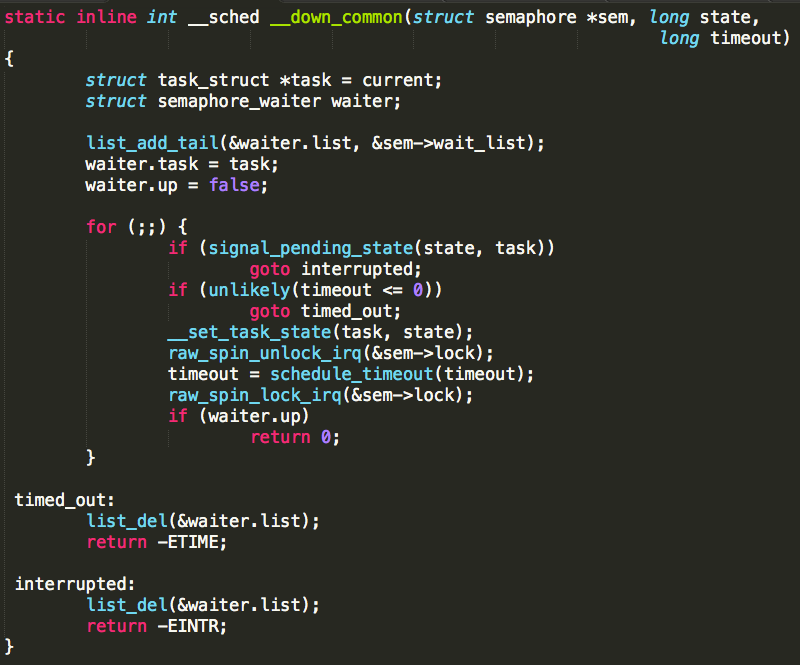 static inline int __sched __down_common(struct semaphore *sem, long state,
                                                                long timeout)
{
        struct task_struct *task = current;
        struct semaphore_waiter waiter;

        list_add_tail(&waiter.list, &sem->wait_list);
        waiter.task = task;
        waiter.up = false;

        for (;;) {
                if (signal_pending_state(state, task))
                        goto interrupted;
                if (unlikely(timeout <= 0))
                        goto timed_out;
                __set_task_state(task, state);
                raw_spin_unlock_irq(&sem->lock);
                timeout = schedule_timeout(timeout);
                raw_spin_lock_irq(&sem->lock);
                if (waiter.up)
                        return 0;
        }

 timed_out:
        list_del(&waiter.list);
        return -ETIME;

 interrupted:
        list_del(&waiter.list);
        return -EINTR;
}